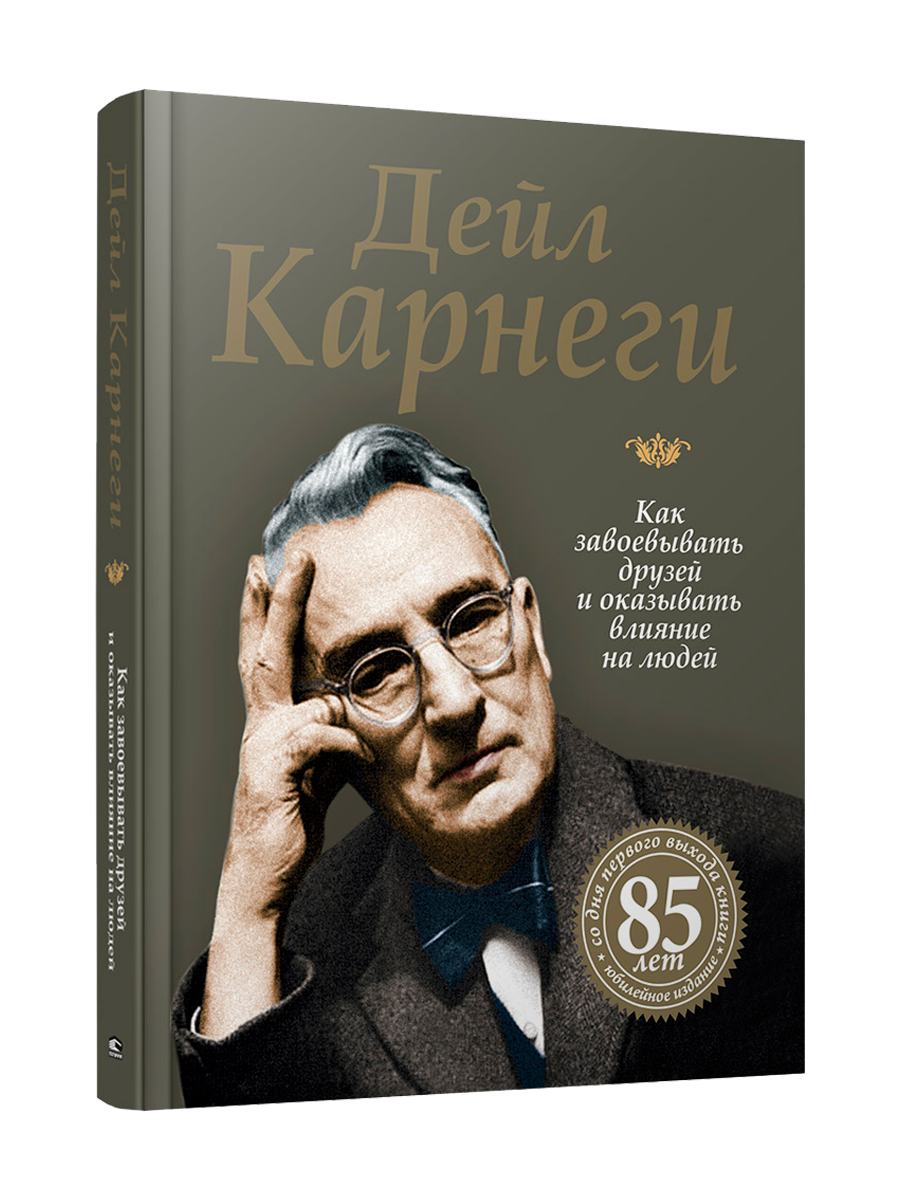 Дейл
Карнеги
Как
завоевывать
друзей
и оказывать
влияние
на людей
со дня первого выхода книги
85
лет
юбилейное издание
Дейл Карнеги
Как завоевывать друзей
и оказывать влияние на людей